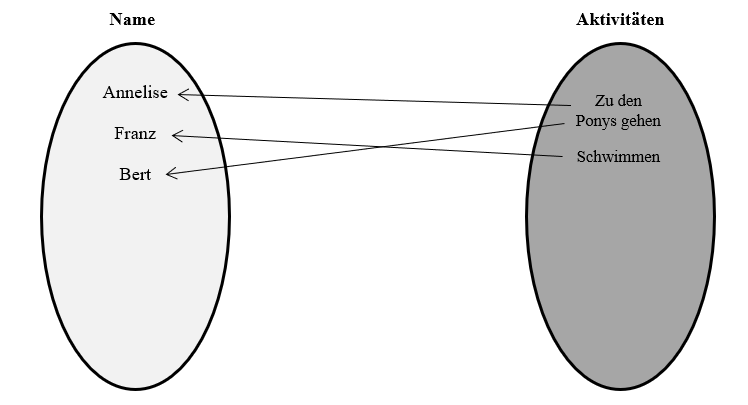 Name
Aktivitäten
Annelise
Franz
Bert
Zu den
Ponys gehen
Schwimmen